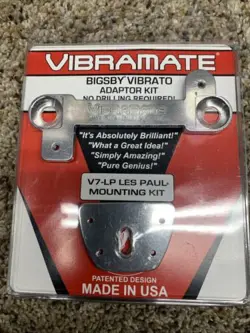 VIBRAMATE®
BIGSBY VIBRATO
ADAPTOR KIT
NO DRILLING REQUIRED!
"It's Absolutely Brilliant!"
"What a Great Idea!"
"Simply Amazing!"
"Pure Genius!"
V7-LP LES PAUL
MOUNTING KIT
PATENTED DESIGN
MADE IN USA